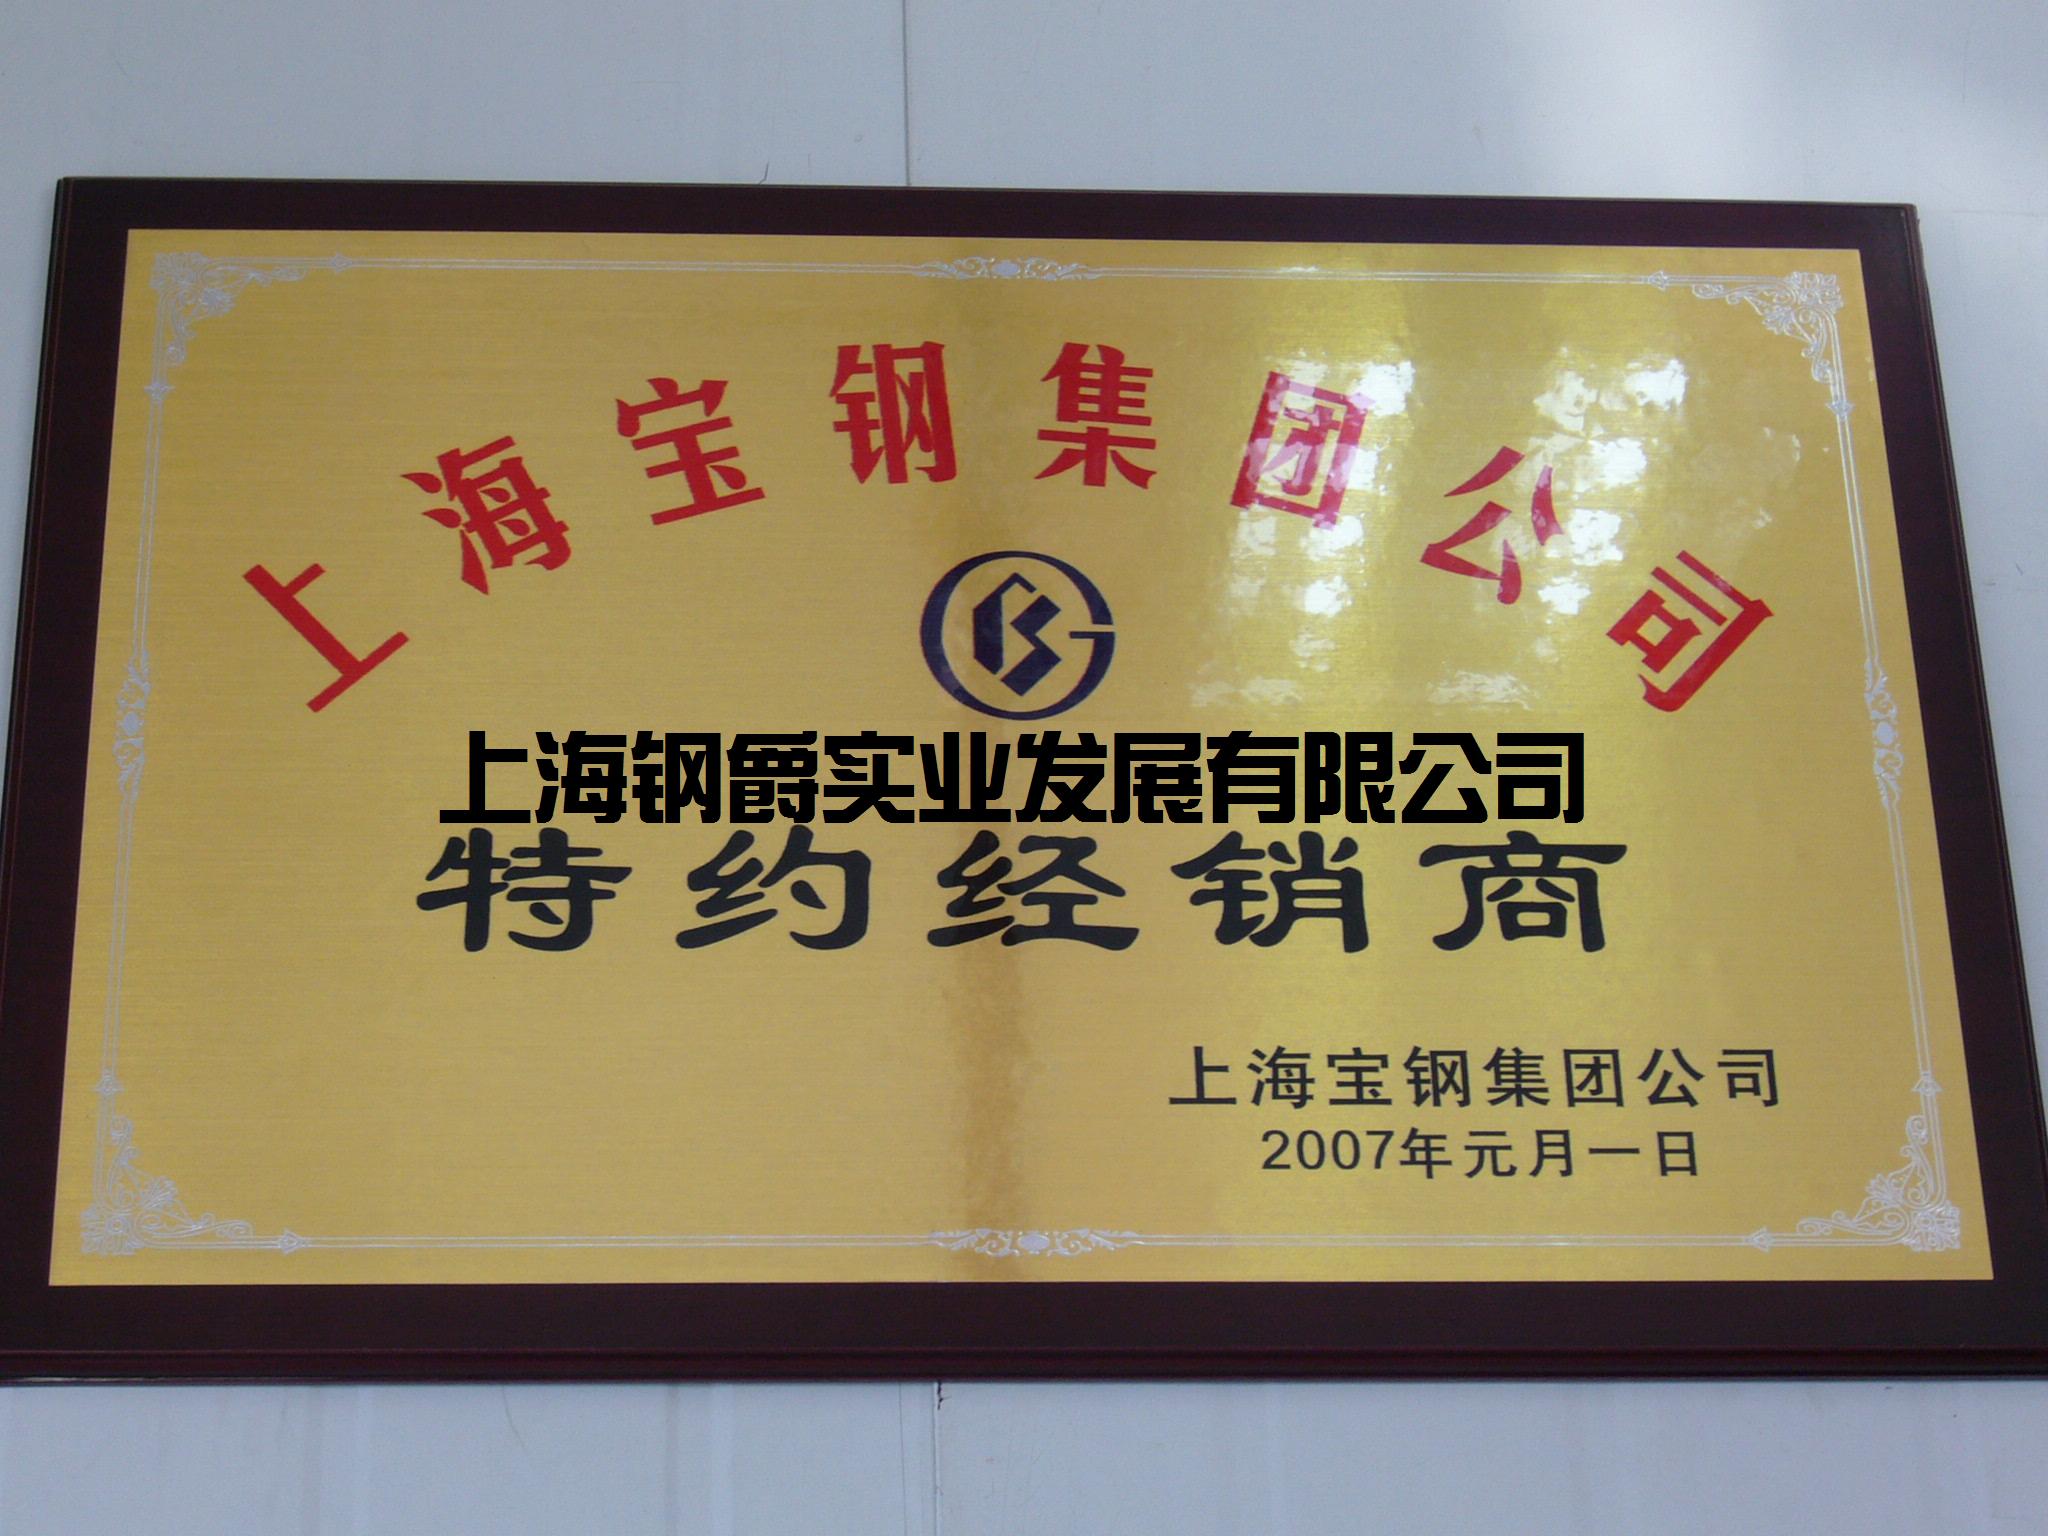 上海宝钢集团公司
上海钢爵实业发展有限公司
特约经销商
上海宝钢集团公司
2007年元月一日